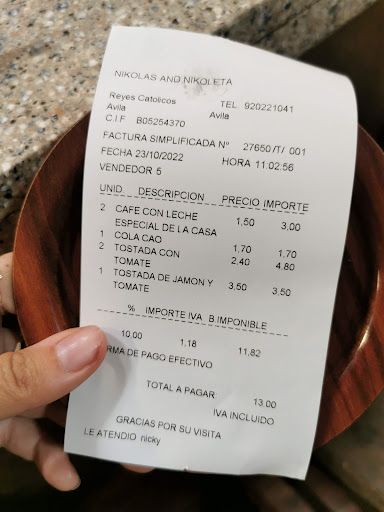 NIKOLAS AND NIKOLETA
Reyes Catolicos TEL. 920221041
Avila Avila
C.I.F B05254370
FACTURA SIMPLIFICADA Nº 27650/T/ 001
FECHA 23/10/2022 HORA 11:02:56
VENDEDOR 5
UNID. DESCRIPCION PRECIO IMPORTE
2 CAFE CON LECHE 1,50 3,00
ESPECIAL DE LA CASA
1 COLA CAO 1,70 1,70
2 TOSTADA CON 2,40 4,80
TOMATE
1 TOSTADA DE JAMON Y 3,50 3,50
TOMATE
% IMPORTE IVA B.IMPONIBLE
10.00 1.18 11.82
RMA DE PAGO EFECTIVO
TOTAL A PAGAR 13.00
IVA INCLUIDO
GRACIAS POR SU VISITA
LE ATENDIO nicky